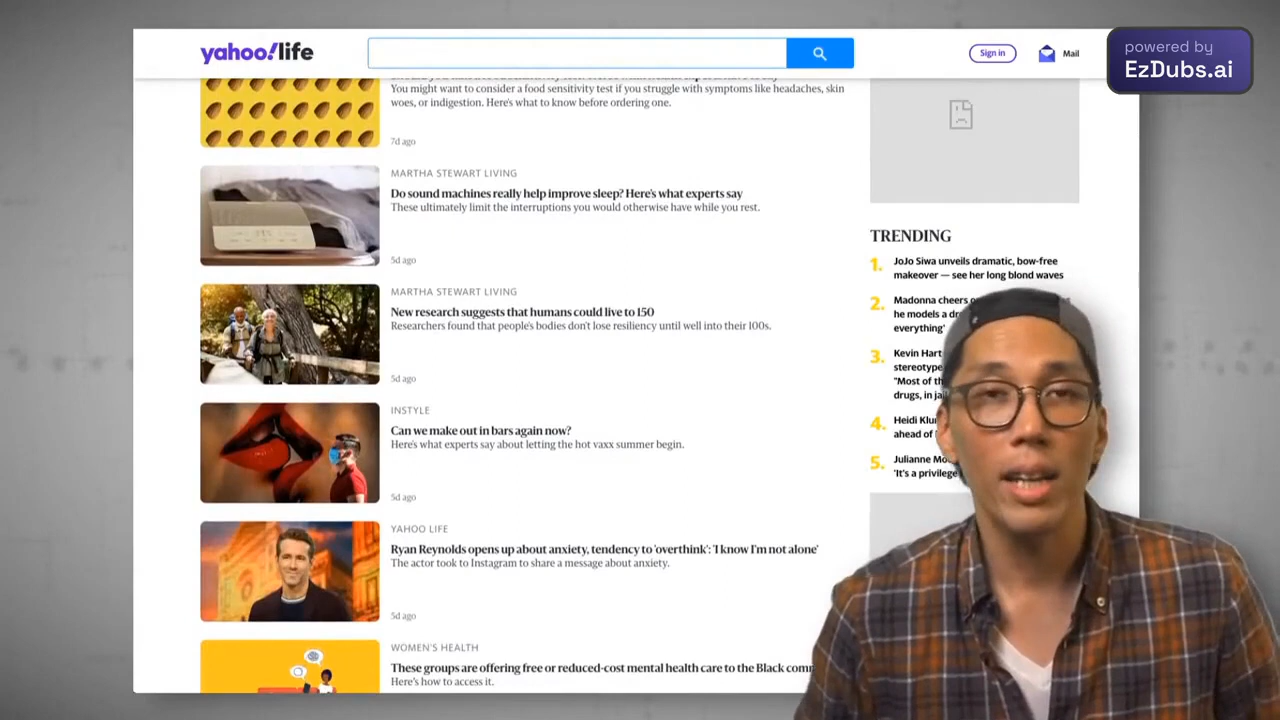 yahoo!life
Sign in
Mail
powered by
EzDubs.ai
You might want to consider a food sensitivity test if you struggle with symptoms like headaches, skin
woes, or indigestion. Here's what to know before ordering one.
7d ago
MARTHA STEWART LIVING
Do sound machines really help improve sleep? Here's what experts say
These ultimately limit the interruptions you would otherwise have while you rest.
5d ago
MARTHA STEWART LIVING
New research suggests that humans could live to 150
Researchers found that people's bodies don't lose resiliency until well into their 100s.
5d ago
INSTYLE
Can we make out in bars again now?
Here's what experts say about letting the hot vaxx summer begin.
5d ago
YAHOO LIFE
Ryan Reynolds opens up about anxiety, tendency to 'overthink': 'I know I'm not alone'
The actor took to Instagram to share a message about anxiety.
5d ago
WOMEN'S HEALTH
These groups are offering free or reduced-cost mental health care to the Black
Here's how to access it.
TRENDING
1. JoJo Siwa unveils dramatic, bow-free
makeover — see her long blond waves
2. Madonna cheers
he models a
everything'
3. Kevin Hart
stereotype
"Most of
drugs, in
4. Heidi
ahead of
5. Julianne
'It's a privilege